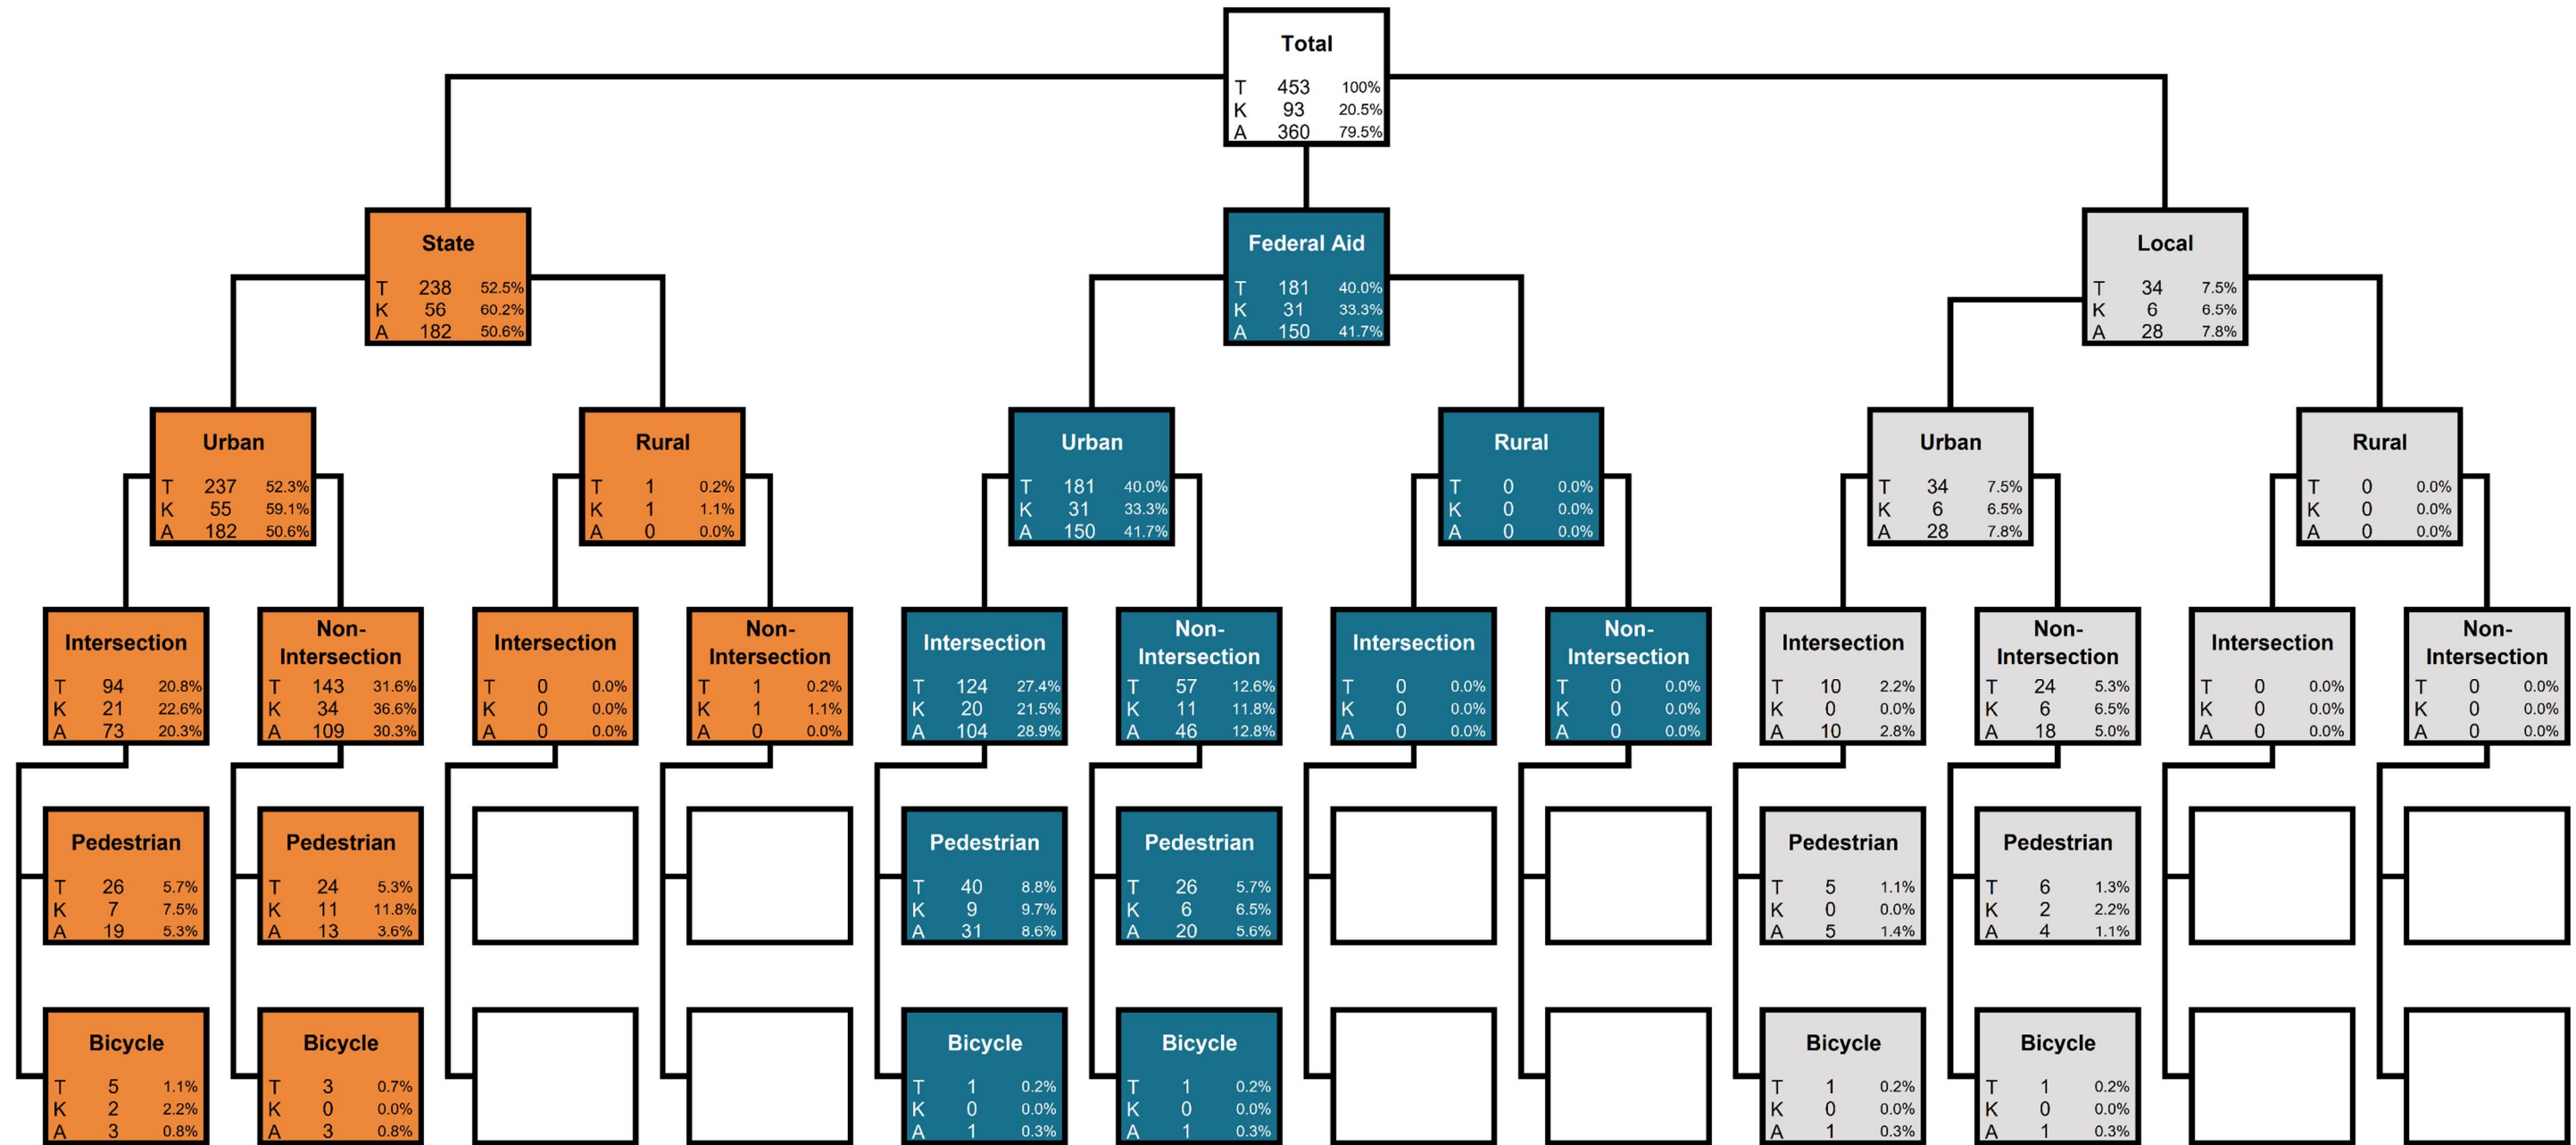 Total
T 453 100%
K 93 20.5%
A 360 79.5%
State
T 238 52.5%
K 56 60.2%
A 182 50.6%
Federal Aid
T 181 40.0%
K 31 33.3%
A 150 41.7%
Local
T 34 7.5%
K 6 6.5%
A 28 7.8%
Urban
T 237 52.3%
K 55 59.1%
A 182 50.6%
Rural
T 1 0.2%
K 1 1.1%
A 0 0.0%
Urban
T 181 40.0%
K 31 33.3%
A 150 41.7%
Rural
T 0 0.0%
K 0 0.0%
A 0 0.0%
Urban
T 34 7.5%
K 6 6.5%
A 28 7.8%
Rural
T 0 0.0%
K 0 0.0%
A 0 0.0%
Intersection
T 94 20.8%
K 21 22.6%
A 73 20.3%
Non-
Intersection
T 143 31.6%
K 34 36.6%
A 109 30.3%
Intersection
T 0 0.0%
K 0 0.0%
A 0 0.0%
Non-
Intersection
T 1 0.2%
K 1 1.1%
A 0 0.0%
Intersection
T 124 27.4%
K 20 21.5%
A 104 28.9%
Non-
Intersection
T 57 12.6%
K 11 11.8%
A 46 12.8%
Intersection
T 0 0.0%
K 0 0.0%
A 0 0.0%
Non-
Intersection
T 0 0.0%
K 0 0.0%
A 0 0.0%
Intersection
T 10 2.2%
K 0 0.0%
A 10 2.8%
Non-
Intersection
T 24 5.3%
K 6 6.5%
A 18 5.0%
Intersection
T 0 0.0%
K 0 0.0%
A 0 0.0%
Non-
Intersection
T 0 0.0%
K 0 0.0%
A 0 0.0%
Pedestrian
T 26 5.7%
K 7 7.5%
A 19 5.3%
Pedestrian
T 24 5.3%
K 11 11.8%
A 13 3.6%
Pedestrian
T 40 8.8%
K 9 9.7%
A 31 8.6%
Pedestrian
T 26 5.7%
K 6 6.5%
A 20 5.6%
Pedestrian
T 5 1.1%
K 0 0.0%
A 5 1.4%
Pedestrian
T 6 1.3%
K 2 2.2%
A 4 1.1%
Bicycle
T 5 1.1%
K 2 2.2%
A 3 0.8%
Bicycle
T 3 0.7%
K 0 0.0%
A 3 0.8%
Bicycle
T 1 0.2%
K 0 0.0%
A 1 0.3%
Bicycle
T 1 0.2%
K 0 0.0%
A 1 0.3%
Bicycle
T 1 0.2%
K 0 0.0%
A 1 0.3%
Bicycle
T 1 0.2%
K 0 0.0%
A 1 0.3%